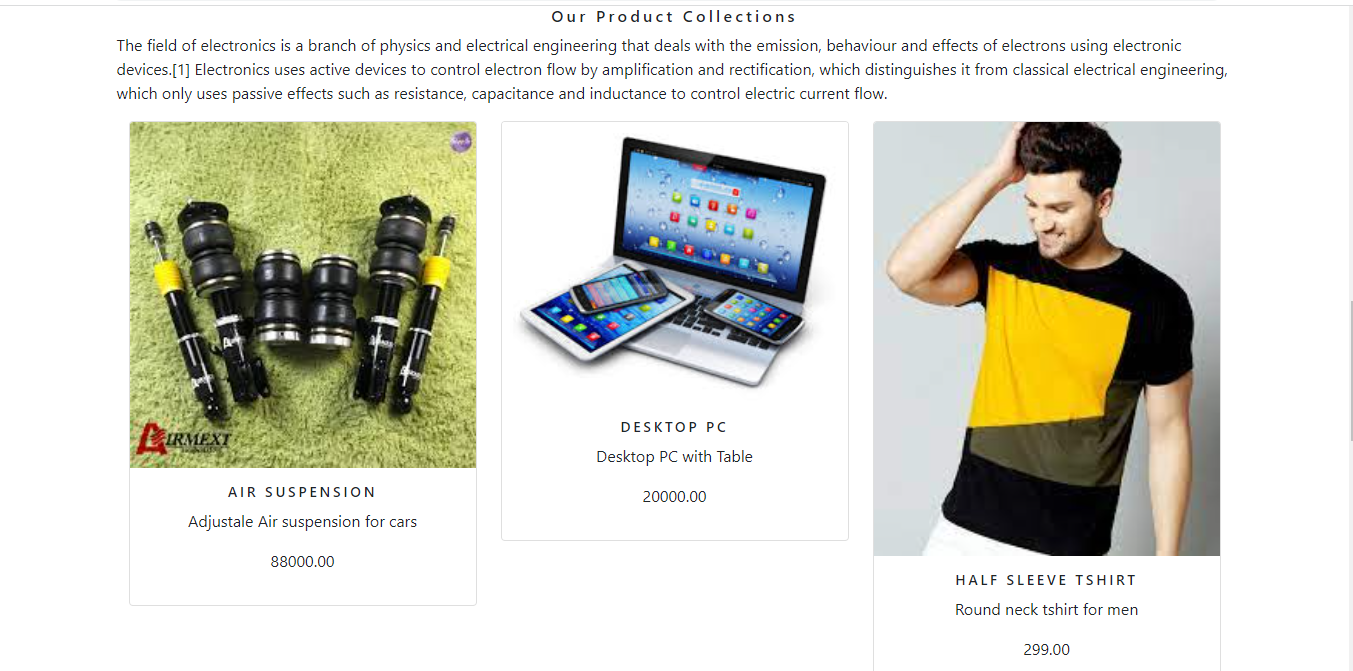 Our Product Collections
The field of electronics is a branch of physics and electrical engineering that deals with the emission, behaviour and effects of electrons using electronic
devices.[1] Electronics uses active devices to control electron flow by amplification and rectification, which distinguishes it from classical electrical engineering,
which only uses passive effects such as resistance, capacitance and inductance to control electric current flow.
AIRMEXT
AIR SUSPENSION
Adjustale Air suspension for cars
88000.00
DESKTOP PC
Desktop PC with Table
20000.00
HALF SLEEVE TSHIRT
Round neck tshirt for men
299.00